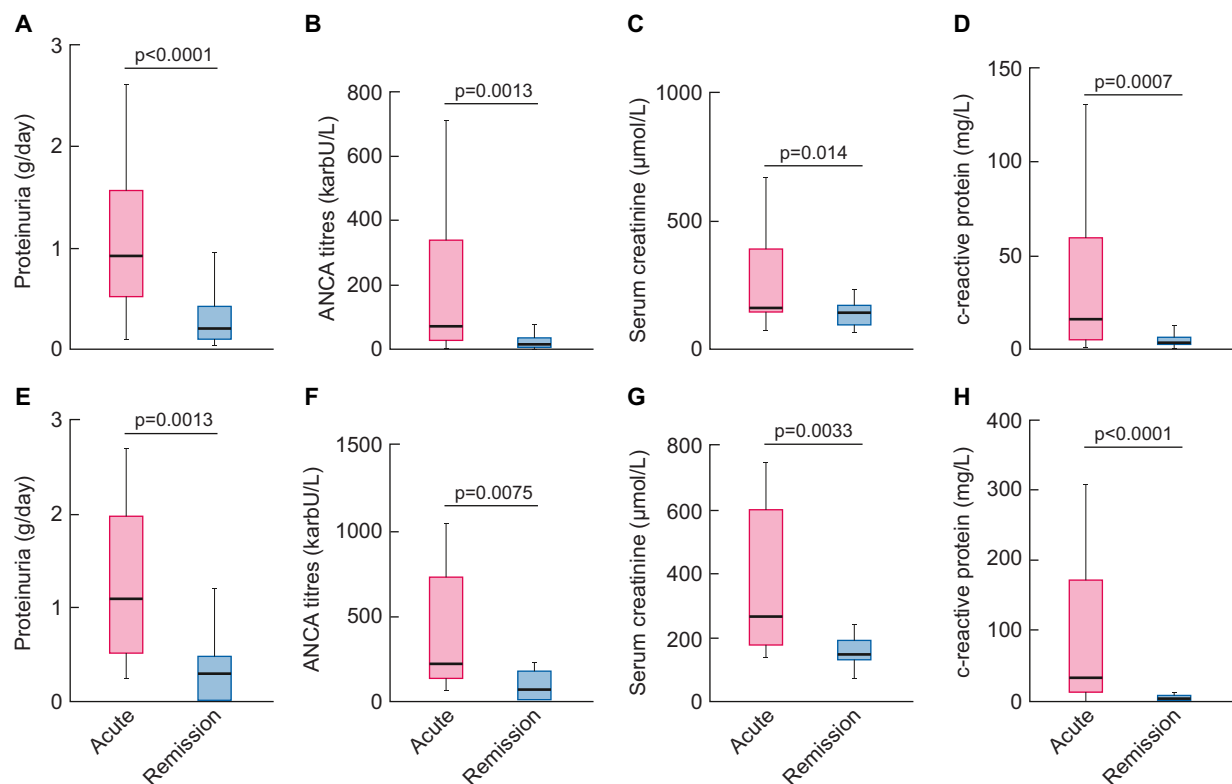 A
Proteinuria (g/day)
3
2
1
0
p<0.0001
B
ANCA titres (karbU/L)
800
600
400
200
0
p=0.0013
C
Serum creatinine (µmol/L)
1000
500
0
p=0.014
D
c-reactive protein (mg/L)
150
100
50
0
p=0.0007
E
Proteinuria (g/day)
3
2
1
0
p=0.0013
Acute
Remission
F
ANCA titres (karbU/L)
1500
1000
500
0
p=0.0075
Acute
Remission
G
Serum creatinine (µmol/L)
800
600
400
200
0
p=0.0033
Acute
Remission
H
c-reactive protein (mg/L)
400
300
200
100
0
p<0.0001
Acute
Remission